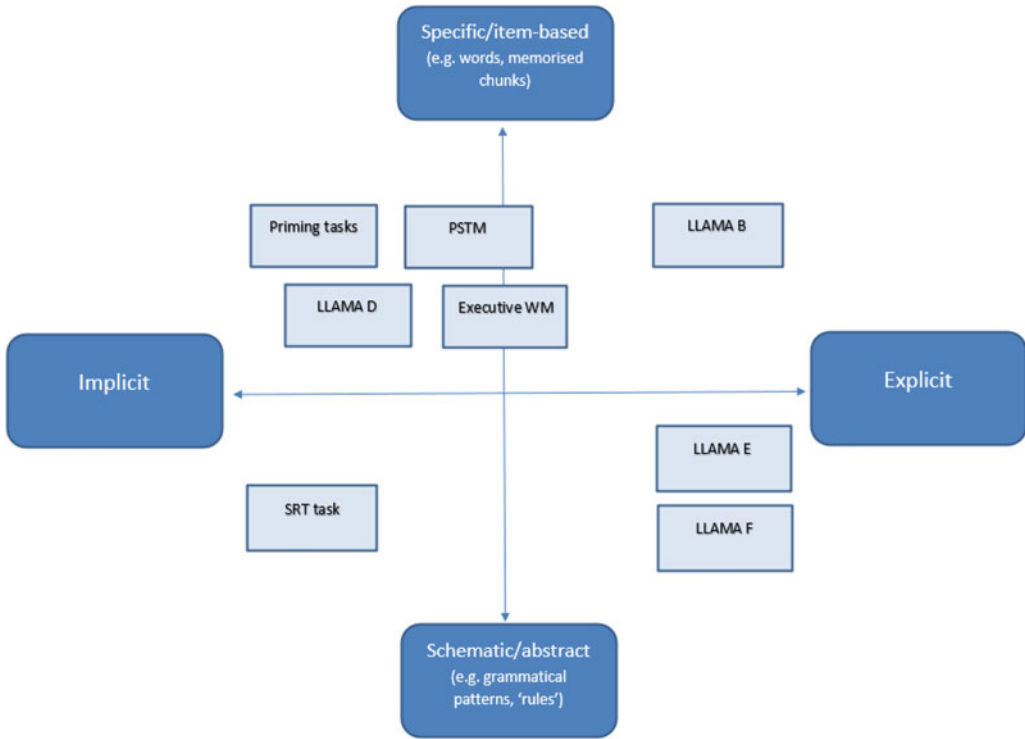 Specific/item-based
(e.g. words, memorised
chunks)
Priming tasks
PSTM
LLAMA B
LLAMA D
Executive WM
Implicit
Explicit
LLAMA E
SRT task
LLAMA F
Schematic/abstract
(e.g. grammatical
patterns, ‘rules’)